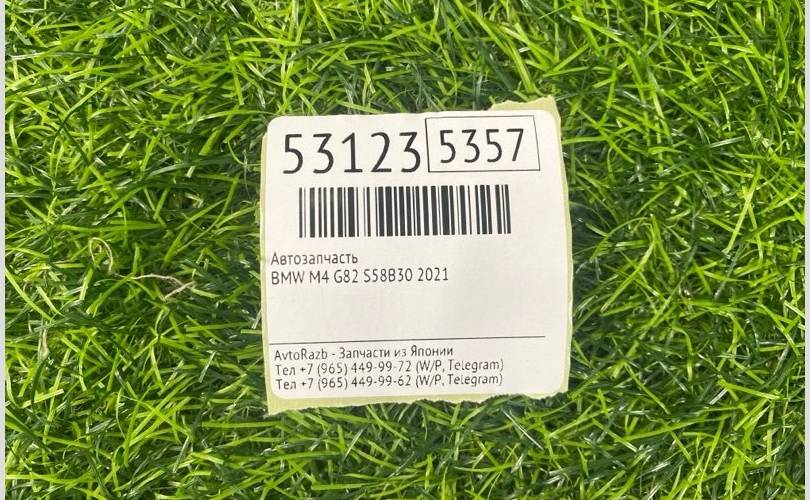 53123 5357
Автозапчасть
BMW M4 G82 S58B30 2021
AvtoRazb - Запчасти из Японии
Тел +7 (965) 449-99-72 (W/P, Telegram)
Тел +7 (965) 449-99-62 (W/P, Telegram)